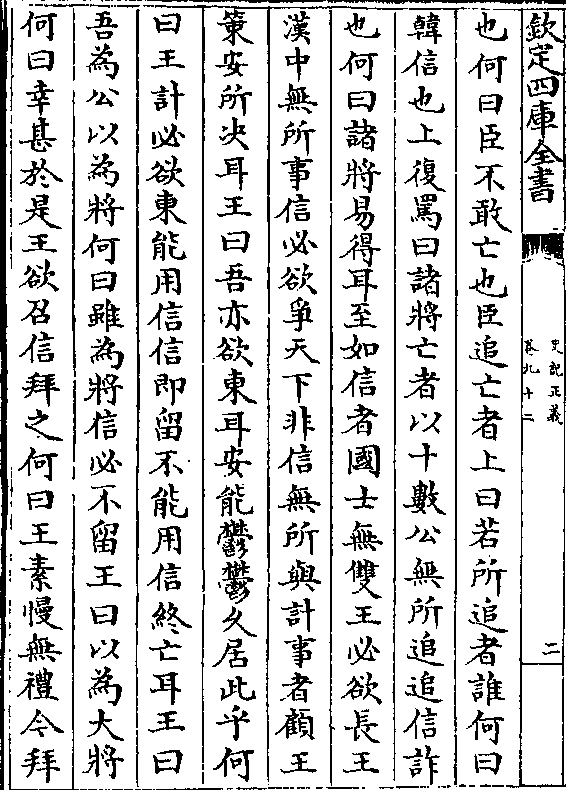 欽定四庫全書
史記正義
卷九十二
二
也何曰臣不敢亡也臣追亡者上曰若所追者誰何曰
韓信也上復罵曰諸將亡者以十數公無所追追信詐
也何曰諸將易得耳至如信者國士無雙王必欲長王
漢中無所事信必欲爭天下非信無所與計事者顧王
策安所決耳王曰吾亦欲東耳安能鬱鬱久居此乎何
曰王計必欲東能用信信即留不能用信終亡耳王曰
吾為公以為將何曰雖為將信必不留王曰以為大將
何曰幸甚於是王欲召信拜之何曰王素慢無禮今拜